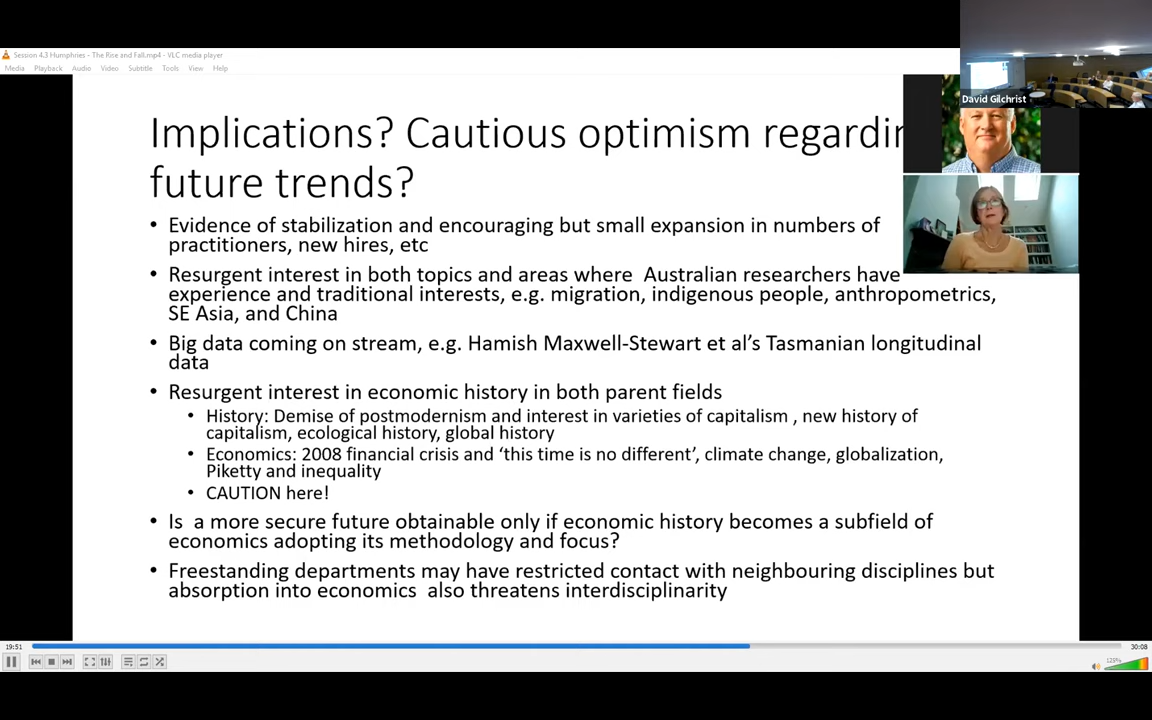 Session 4.3 Humphries - The Rise and Fall.mp4 - VLC media player
Media Playback Audio Video Subtitle Tools View Help
David Gilchrist
Implications? Cautious optimism regardin
future trends?
• Evidence of stabilization and encouraging but small expansion in numbers of
practitioners, new hires, etc
• Resurgent interest in both topics and areas where Australian researchers have
experience and traditional interests, e.g. migration, indigenous people, anthropometrics,
SE Asia, and China
• Big data coming on stream, e.g. Hamish Maxwell-Stewart et al’s Tasmanian longitudinal
data
• Resurgent interest in economic history in both parent fields
• History: Demise of postmodernism and interest in varieties of capitalism , new history of
capitalism, ecological history, global history
• Economics: 2008 financial crisis and ‘this time is no different’, climate change, globalization,
Piketty and inequality
• CAUTION here!
• Is a more secure future obtainable only if economic history becomes a subfield of
economics adopting its methodology and focus?
• Freestanding departments may have restricted contact with neighbouring disciplines but
absorption into economics also threatens interdisciplinarity
19:51
30:08